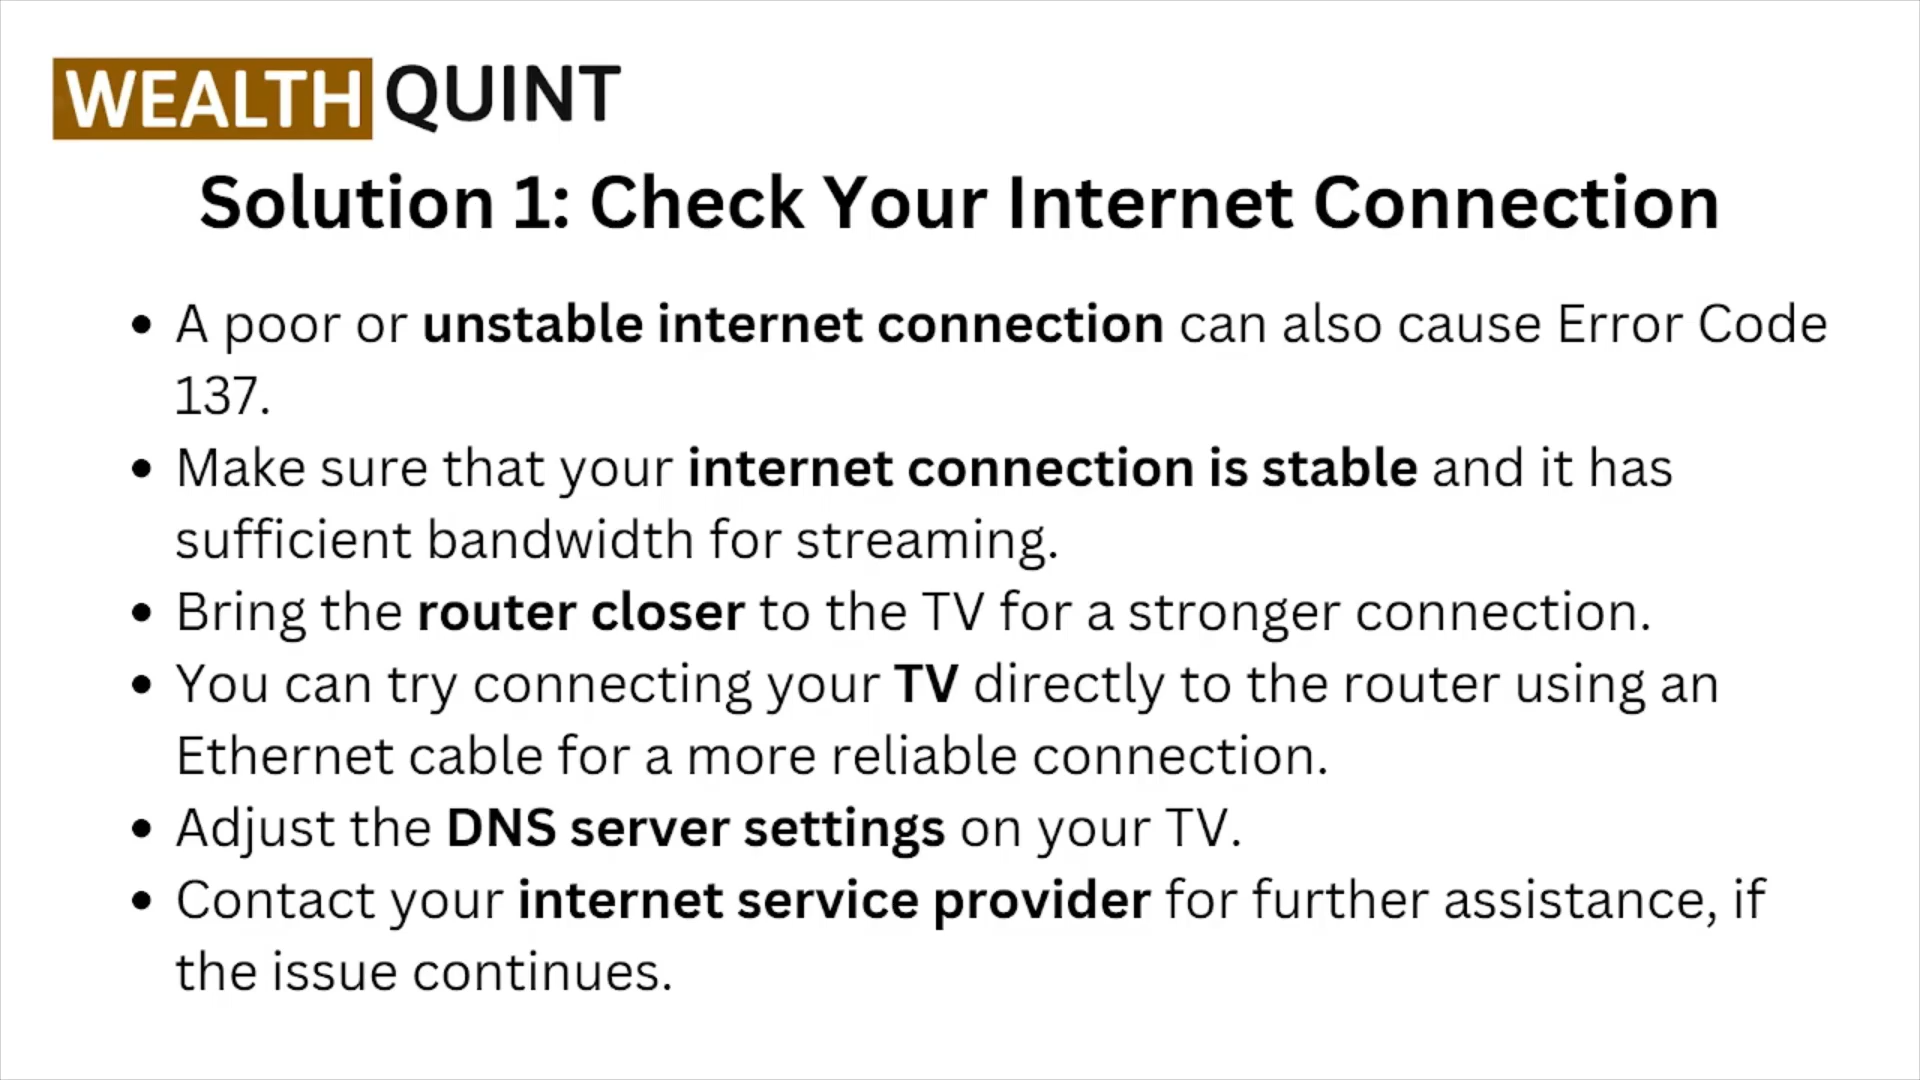 WEALTH QUINT
Solution 1: Check Your Internet Connection
• A poor or unstable internet connection can also cause Error Code
137.
• Make sure that your internet connection is stable and it has
sufficient bandwidth for streaming.
• Bring the router closer to the TV for a stronger connection.
• You can try connecting your TV directly to the router using an
Ethernet cable for a more reliable connection.
• Adjust the DNS server settings on your TV.
• Contact your internet service provider for further assistance, if
the issue continues.